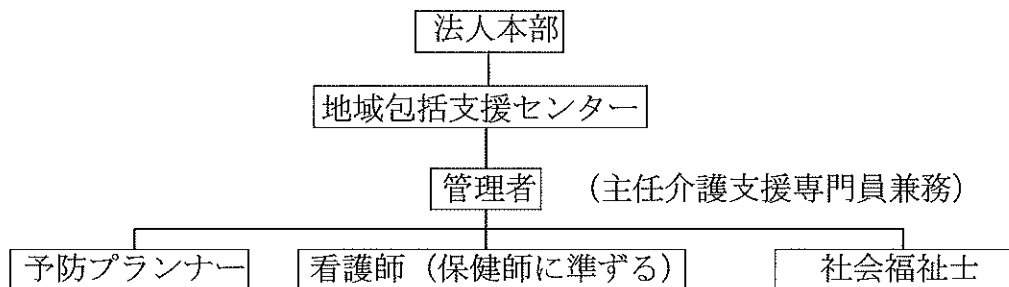 法人本部
地域包括支援センター
管理者 (主任介護支援専門員兼務)
予防プランナー 看護師（保健師に準ずる） 社会福祉士